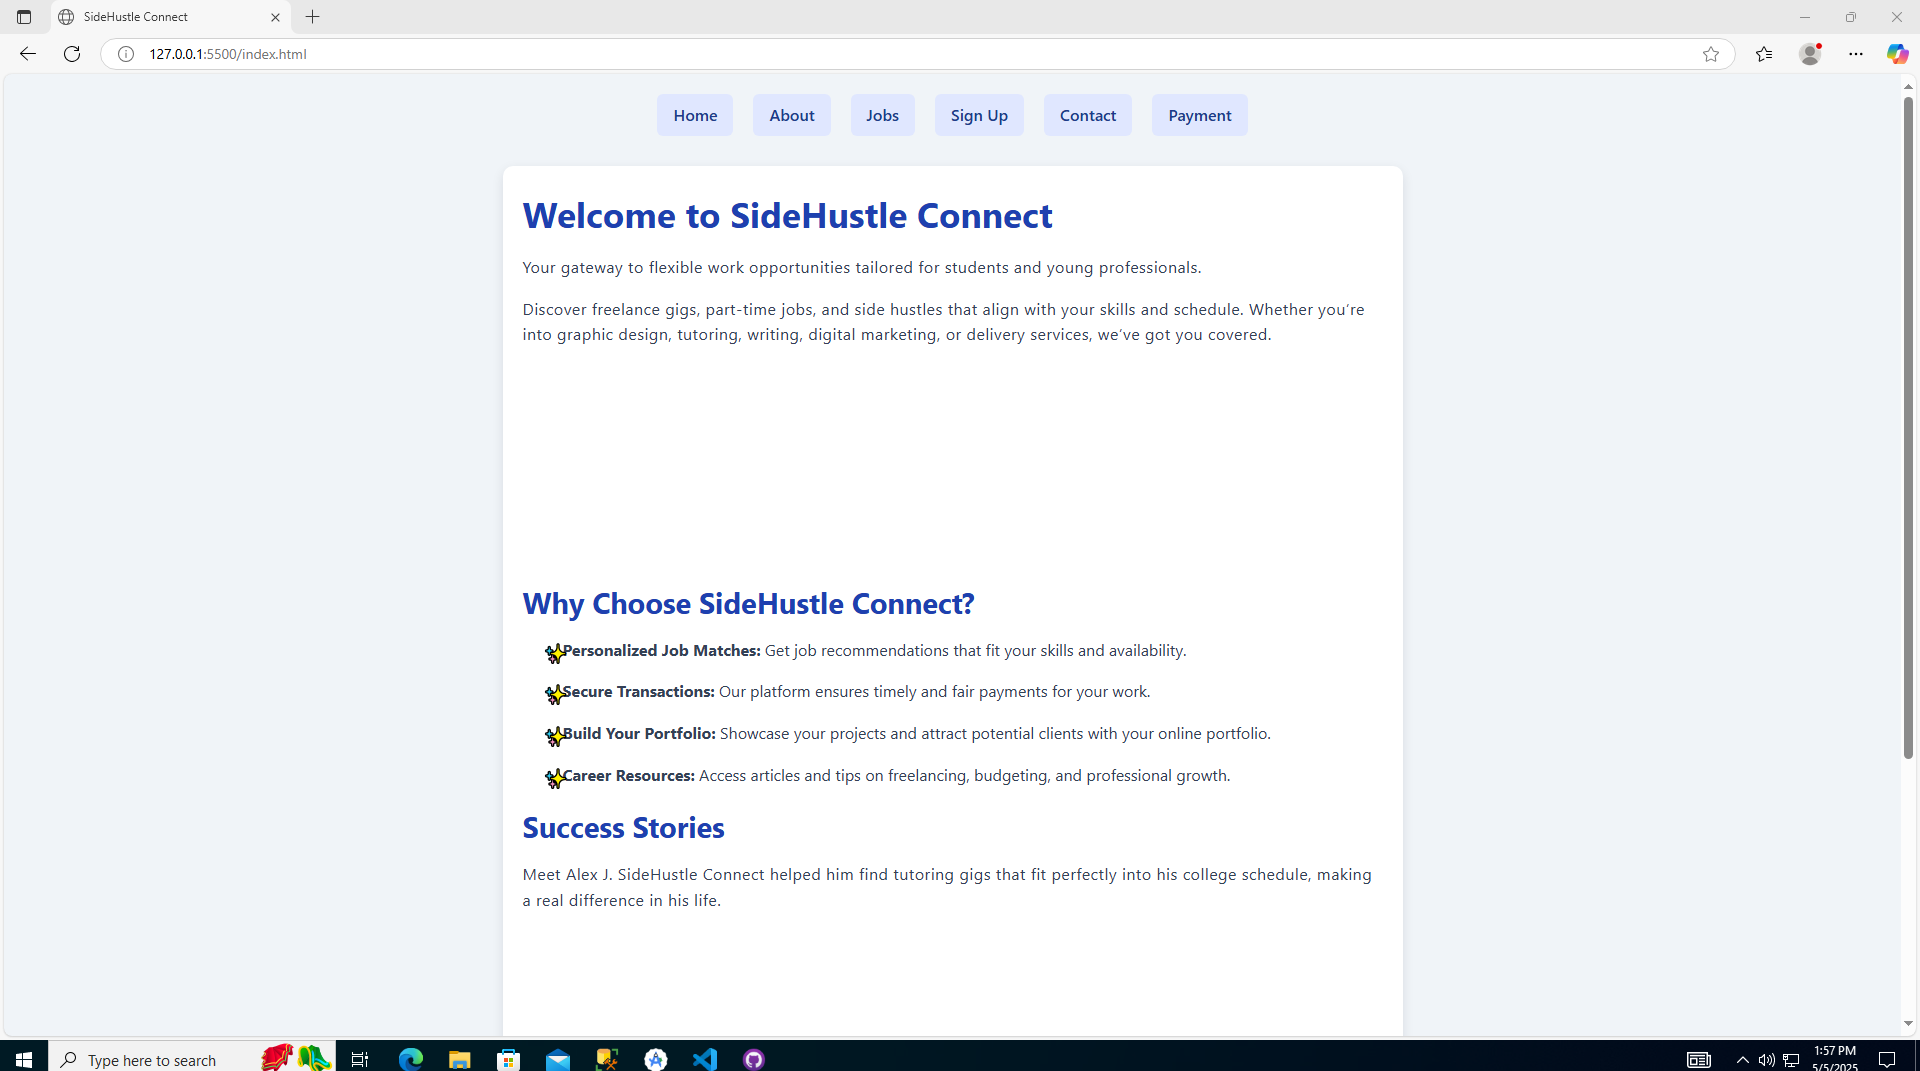 SideHustle Connect
127.0.0.1:5500/index.html
Home About Jobs Sign Up Contact Payment
Welcome to SideHustle Connect
Your gateway to flexible work opportunities tailored for students and young professionals.
Discover freelance gigs, part-time jobs, and side hustles that align with your skills and schedule. Whether you’re
into graphic design, tutoring, writing, digital marketing, or delivery services, we’ve got you covered.
Why Choose SideHustle Connect?
Personalized Job Matches: Get job recommendations that fit your skills and availability.
Secure Transactions: Our platform ensures timely and fair payments for your work.
Build Your Portfolio: Showcase your projects and attract potential clients with your online portfolio.
Career Resources: Access articles and tips on freelancing, budgeting, and professional growth.
Success Stories
Meet Alex J. SideHustle Connect helped him find tutoring gigs that fit perfectly into his college schedule, making
a real difference in his life.
Type here to search
1:57 PM
5/5/2025